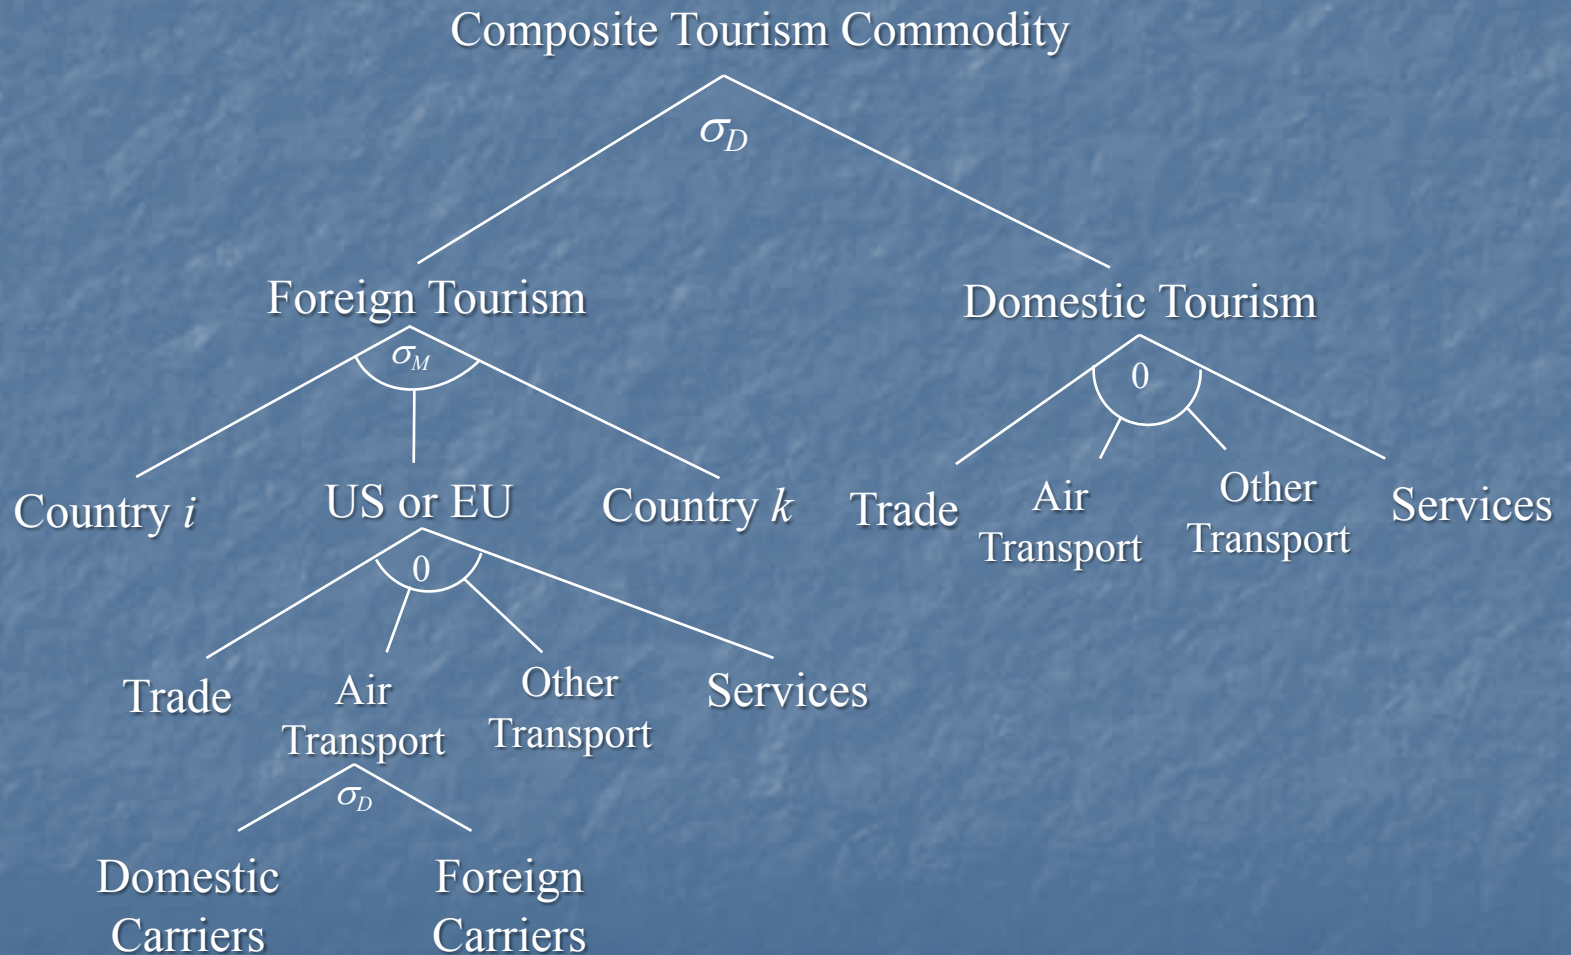 Composite Tourism Commodity
σD
Foreign Tourism
Domestic Tourism
σM
0
Country i
US or EU
Country k
Trade
Air
Transport
Other
Transport
Services
0
Trade
Air
Transport
Other
Transport
Services
σD
Domestic
Carriers
Foreign
Carriers